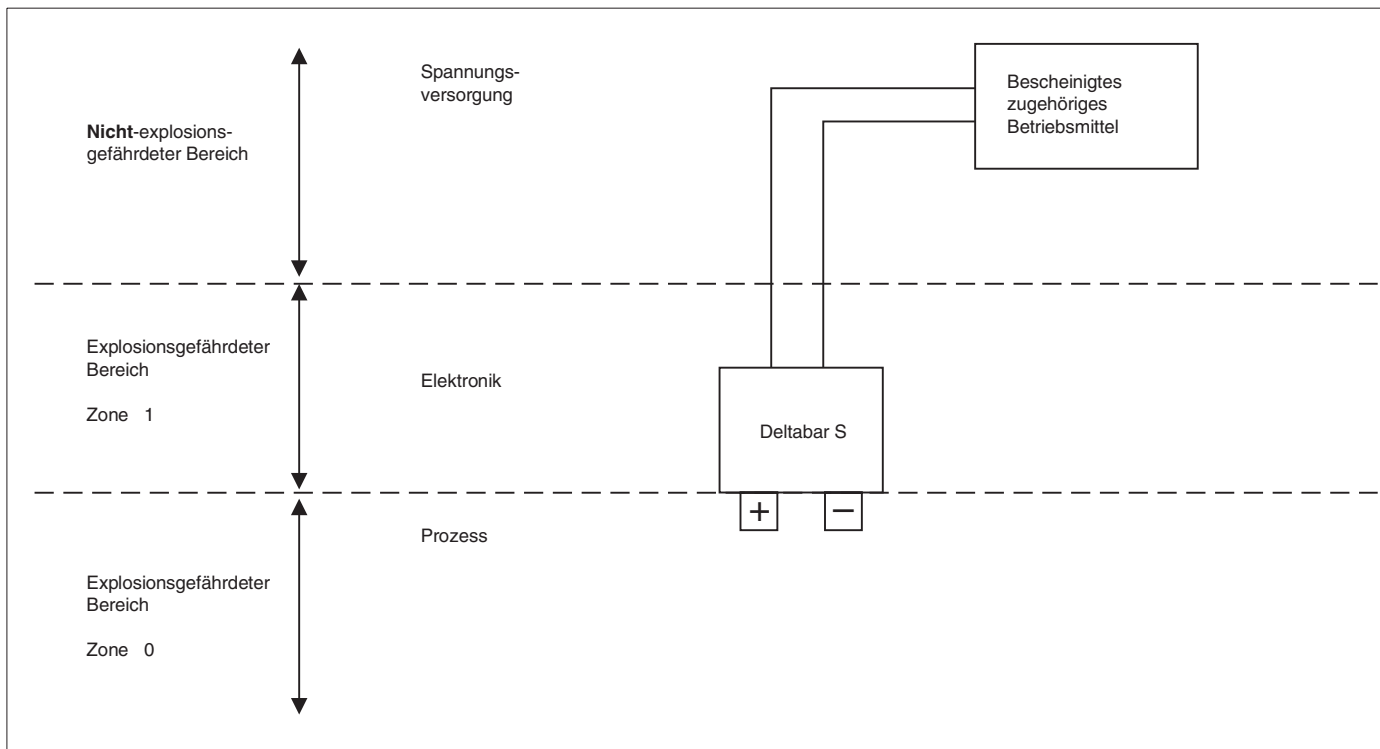 Nicht-explosions-
gefährdeter Bereich
Spannungs-
versorgung
Bescheinigtes
zugehöriges
Betriebsmittel
Explosionsgefährdeter
Bereich
Zone 1
Elektronik
Deltabar S
+ −
Prozess
Explosionsgefährdeter
Bereich
Zone 0